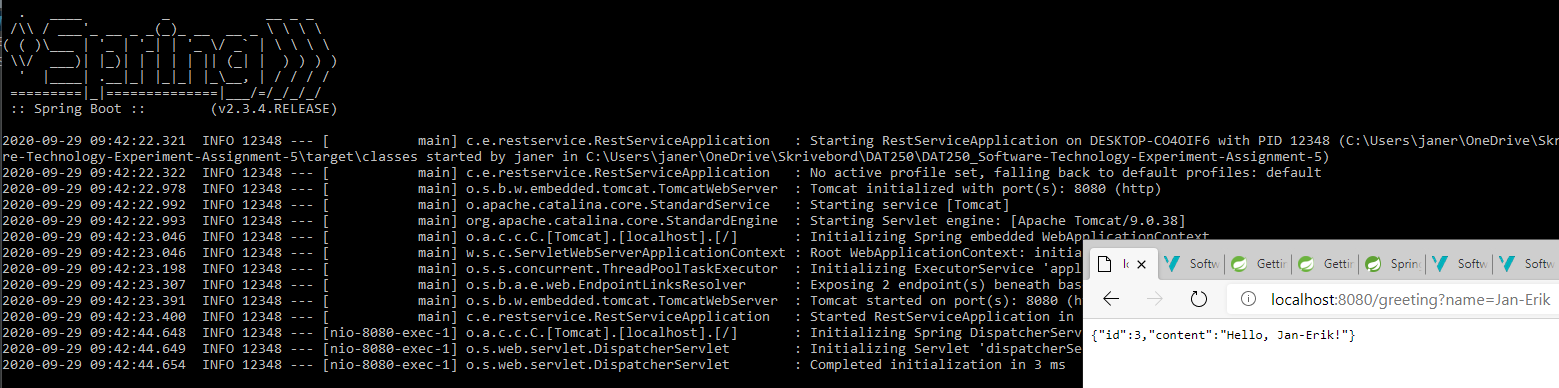 :: Spring Boot ::        (v2.3.4.RELEASE)
2020-09-29 09:42:22.321  INFO 12348 --- [           main] c.e.restservice.RestServiceApplication   : Starting RestServiceApplication on DESKTOP-CO4OIF6 with PID 12348 (C:\Users\janer\OneDrive\Sk
re-Technology-Experiment-Assignment-5\target\classes started by janer in C:\Users\janer\OneDrive\Skrivebord\DAT250\DAT250_Software-Technology-Experiment-Assignment-5)
2020-09-29 09:42:22.322  INFO 12348 --- [           main] c.e.restservice.RestServiceApplication   : No active profile set, falling back to default profiles: default
2020-09-29 09:42:22.978  INFO 12348 --- [           main] o.s.b.w.embedded.tomcat.TomcatWebServer  : Tomcat initialized with port(s): 8080 (http)
2020-09-29 09:42:22.992  INFO 12348 --- [           main] o.apache.catalina.core.StandardService   : Starting service [Tomcat]
2020-09-29 09:42:22.993  INFO 12348 --- [           main] org.apache.catalina.core.StandardEngine  : Starting Servlet engine: [Apache Tomcat/9.0.38]
2020-09-29 09:42:23.046  INFO 12348 --- [           main] o.a.c.c.C.[Tomcat].[localhost].[/]       : Initializing Spring embedded WebApplicationContext
2020-09-29 09:42:23.046  INFO 12348 --- [           main] w.s.c.ServletWebServerApplicationContext : Root WebApplicationContext: initia
2020-09-29 09:42:23.198  INFO 12348 --- [           main] o.s.s.concurrent.ThreadPoolTaskExecutor  : Initializing ExecutorService 'appl
2020-09-29 09:42:23.307  INFO 12348 --- [           main] o.s.b.a.e.web.EndpointLinksResolver      : Exposing 2 endpoint(s) beneath bas
2020-09-29 09:42:23.391  INFO 12348 --- [           main] o.s.b.w.embedded.tomcat.TomcatWebServer  : Tomcat started on port(s): 8080 (h
2020-09-29 09:42:23.400  INFO 12348 --- [           main] c.e.restservice.RestServiceApplication   : Started RestServiceApplication in
2020-09-29 09:42:44.648  INFO 12348 --- [nio-8080-exec-1] o.a.c.c.C.[Tomcat].[localhost].[/]       : Initializing Spring DispatcherServ
2020-09-29 09:42:44.649  INFO 12348 --- [nio-8080-exec-1] o.s.web.servlet.DispatcherServlet        : Initializing Servlet 'dispatcherSe
2020-09-29 09:42:44.654  INFO 12348 --- [nio-8080-exec-1] o.s.web.servlet.DispatcherServlet        : Completed initialization in 3 ms
Softw Gettir Gettir Sprin Softw Softw
localhost:8080/greeting?name=Jan-Erik
{"id":3,"content":"Hello, Jan-Erik!"}